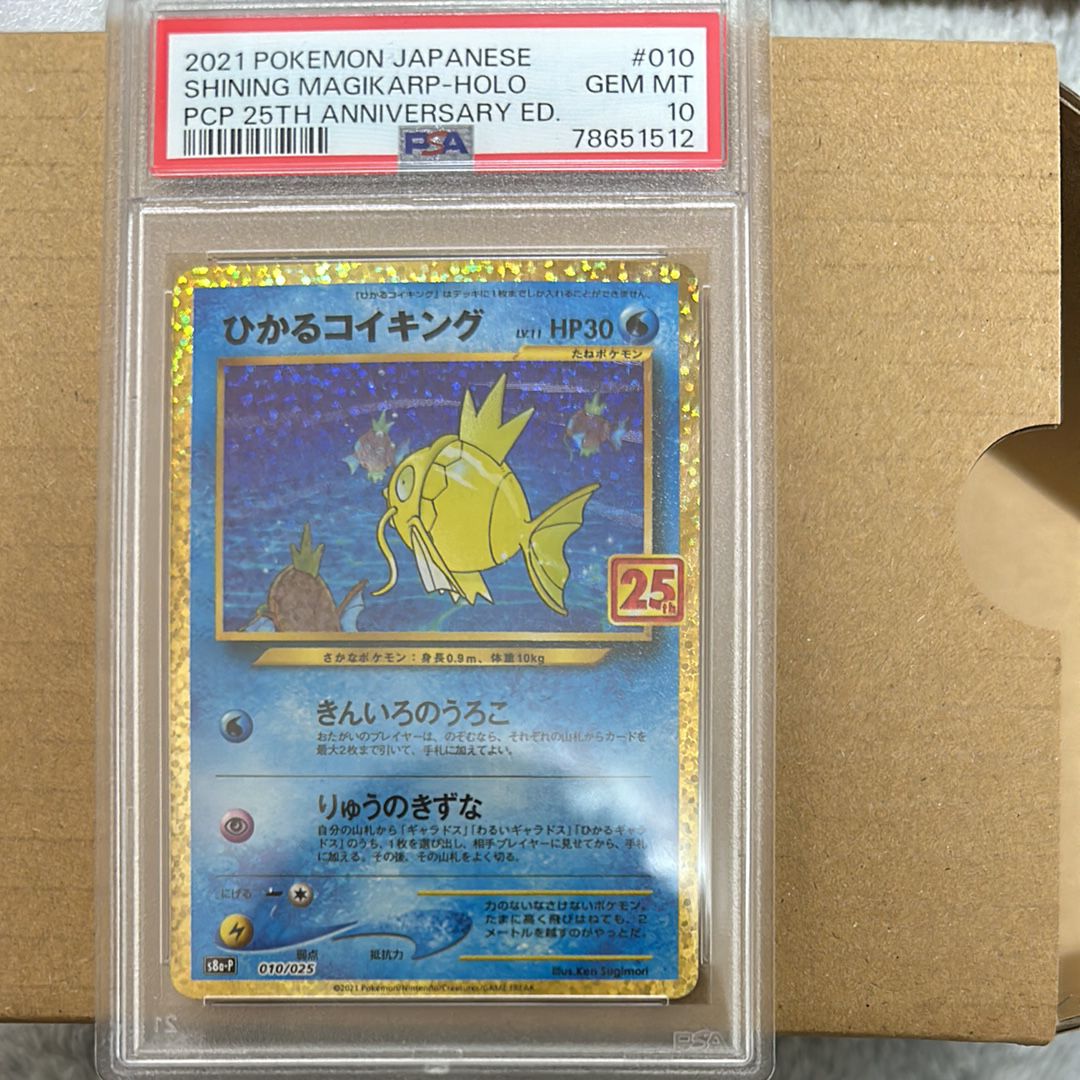 2021 POKEMON JAPANESE #010
SHINING MAGIKARP-HOLO GEM MT
PCP 25TH ANNIVERSARY ED. 10
PSA 78651512
「ひかるコイキング」はデッキに1枚までしか入れることができません。
ひかるコイキング LV.11 HP30
たねポケモン
25th
さかなポケモン：身長0.9m、体重10kg
きんいろのうろこ
おたがいのプレイヤーは、のぞむなら、それぞれの山札からカードを
最大2枚まで引いて、手札に加えてよい。
りゅうのきずな
自分の山札から「ギャラドス」「わるいギャラドス」「ひかるギャラ
ドス」のうち、1枚を選び出し、相手プレイヤーに見せてから、手札
に加える。その後、その山札をよく切る。
にげる
力のないなさけないポケモン。
たまに高く飛びはねても、2
メートルを越すのがやっとだ。
弱点 抵抗力
s8a-P 010/025
Illus.Ken Sugimori
©2021 Pokémon/Nintendo/Creatures/GAME FREAK
PSA